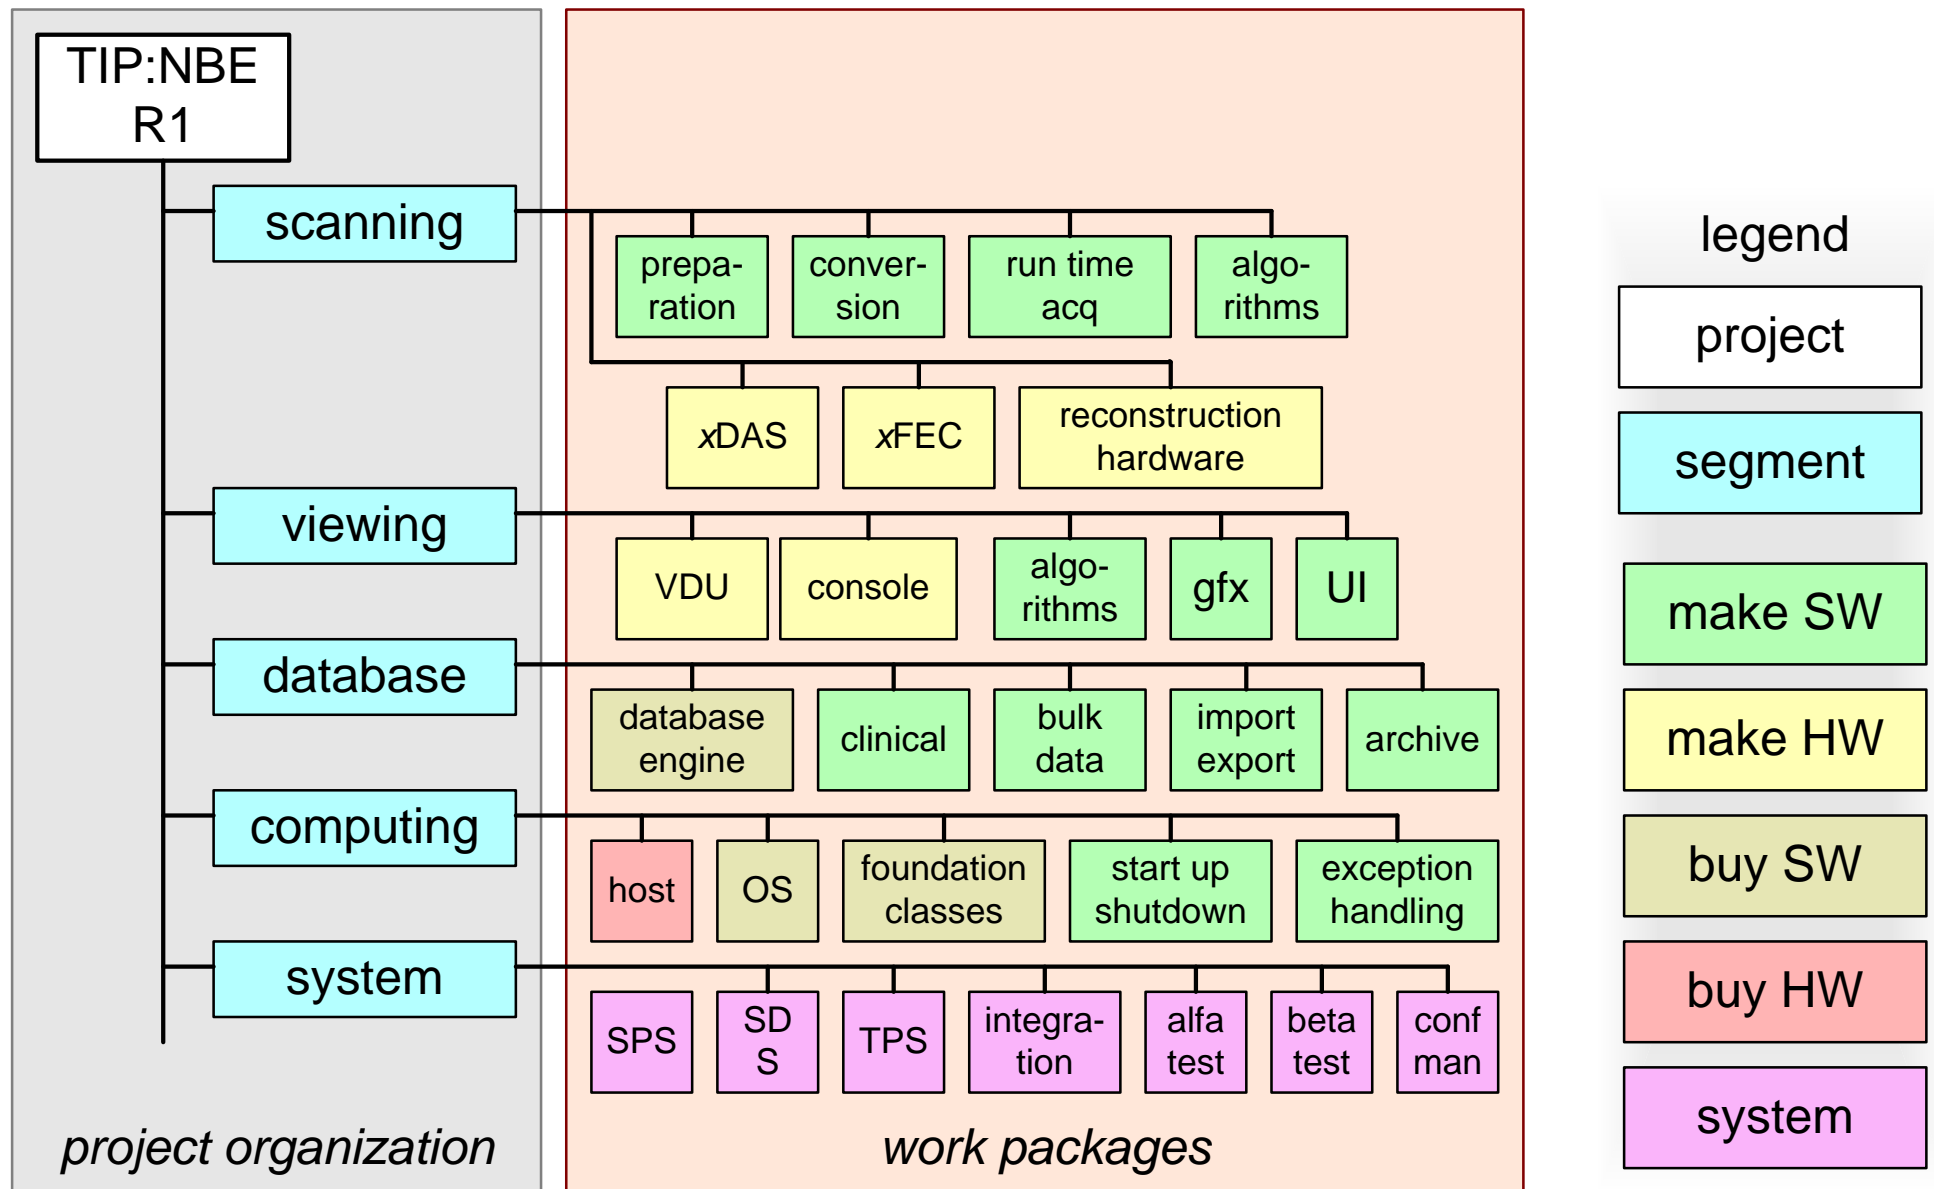 TIP:NBE
R1
scanning
prepa-
ration
conver-
sion
run time
acq
algo-
rithms
xDAS
xFEC
reconstruction
hardware
viewing
VDU
console
algo-
rithms
gfx
UI
database
database
engine
clinical
bulk
data
import
export
archive
computing
host
OS
foundation
classes
start up
shutdown
exception
handling
system
SPS
SD
S
TPS
integra-
tion
alfa
test
beta
test
conf
man
project organization
work packages
legend
project
segment
make SW
make HW
buy SW
buy HW
system